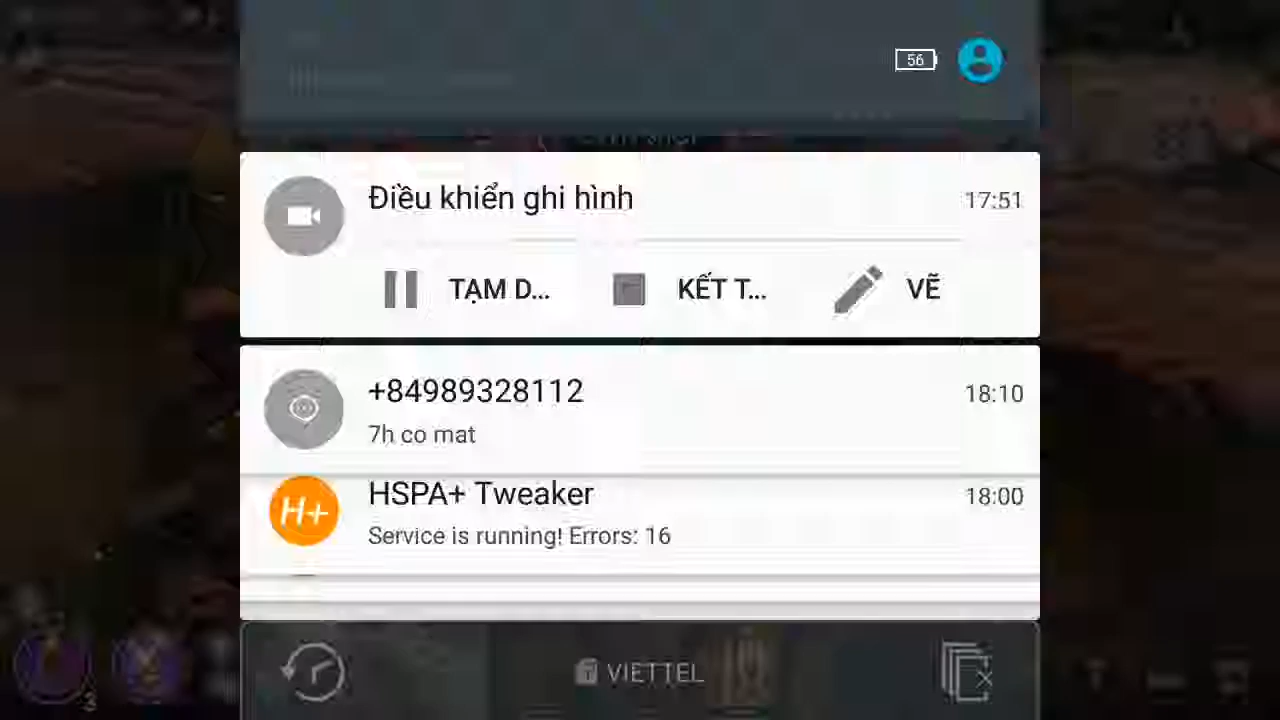 56
Điều khiển ghi hình
17:51
TẠM D...
KẾT T...
VẼ
+84989328112
18:10
7h co mat
H+
HSPA+ Tweaker
18:00
Service is running! Errors: 16
VIETTEL
3